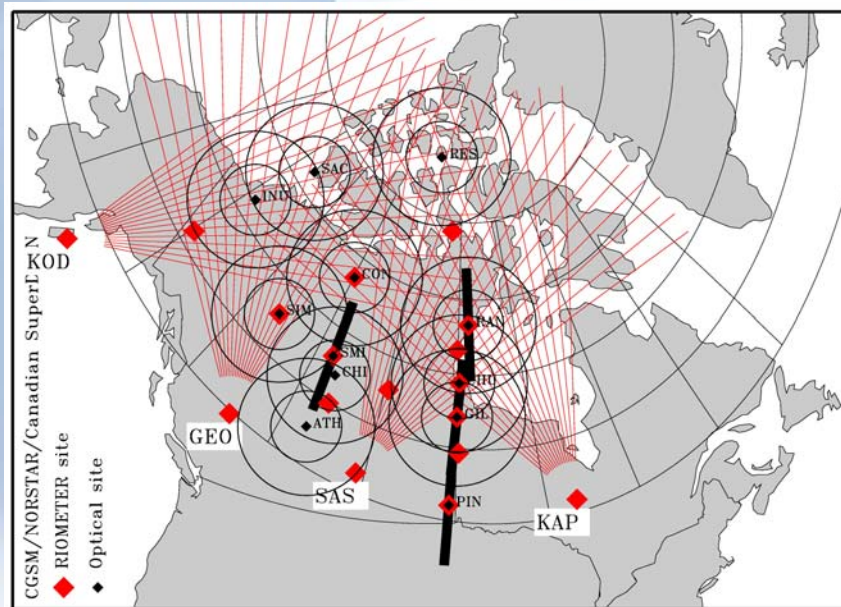 RES
SAC
INU
KOD
CON
SIM
RAN
SMI
CHI
GIL
GEO
ATH
SAS
PIN
KAP
CGSM/NORSTAR/Canadian
RIOMETER site
Optical site